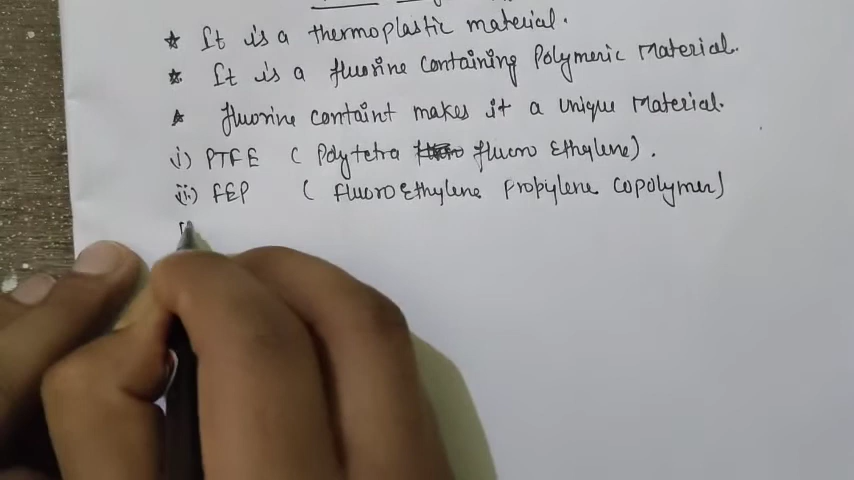 ★ It is a thermoplastic material.
★ It is a fluorine containing Polymeric Material.
★ fluorine containt makes it a unique Material.
i) PTFE ( Polytetra fluoro Ethylene).
ii) FEP ( fluoro Ethylene Propylene copolymer)